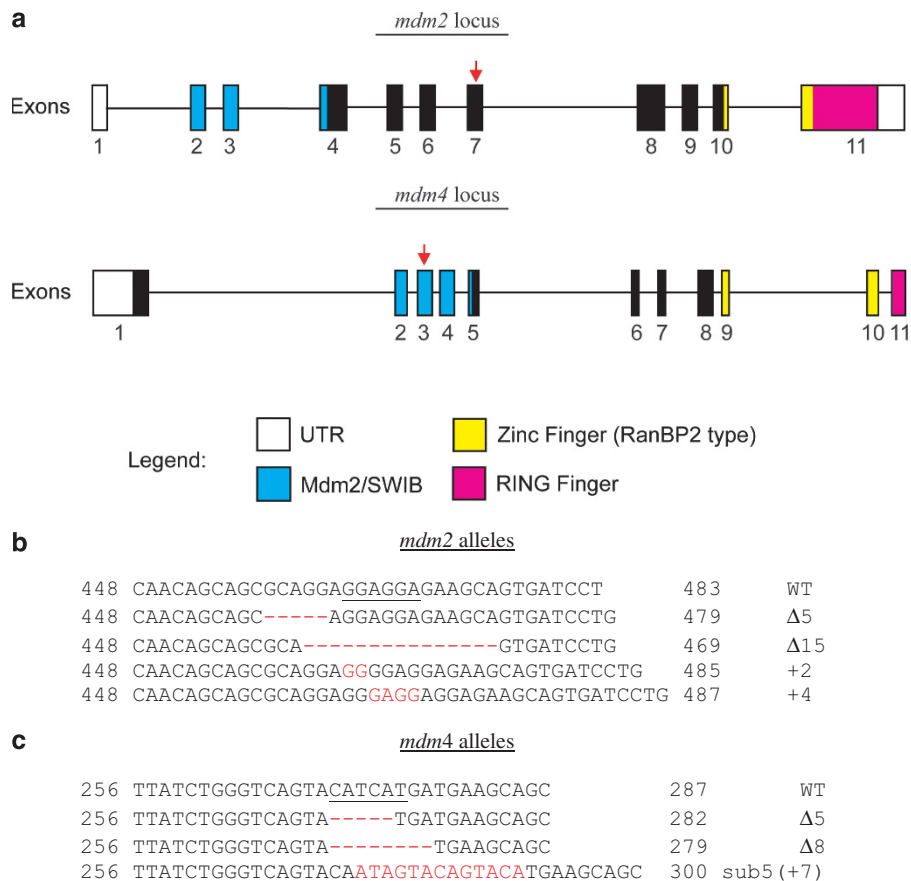 a
mdm2 locus
Exons
1 2 3 4 5 6 7 8 9 10 11
mdm4 locus
Exons
1 2 3 4 5 6 7 8 9 10 11
Legend:
UTR
Zinc Finger (RanBP2 type)
Mdm2/SWIB
RING Finger
b
mdm2 alleles
448 CAACAGCAGCGCAGGAGGAGGAGAAGCAGTGATCCT 483 WT
448 CAACAGCAGC-----AGGAGGAGAAGCAGTGATCCTG 479 Δ5
448 CAACAGCAGCGCA---------------GTGATCCTG 469 Δ15
448 CAACAGCAGCGCAGGAGGGGAGGAGAAGCAGTGATCCTG 485 +2
448 CAACAGCAGCGCAGGAGGGAGGAGGAGAAGCAGTGATCCTG 487 +4
c
mdm4 alleles
256 TTATCTGGGTCAGTACATCATGATGAAGCAGC 287 WT
256 TTATCTGGGTCAGTA-----TGATGAAGCAGC 282 Δ5
256 TTATCTGGGTCAGTA--------TGAAGCAGC 279 Δ8
256 TTATCTGGGTCAGTACAATAGTACAGTACATGAAGCAGC 300 sub5(+7)